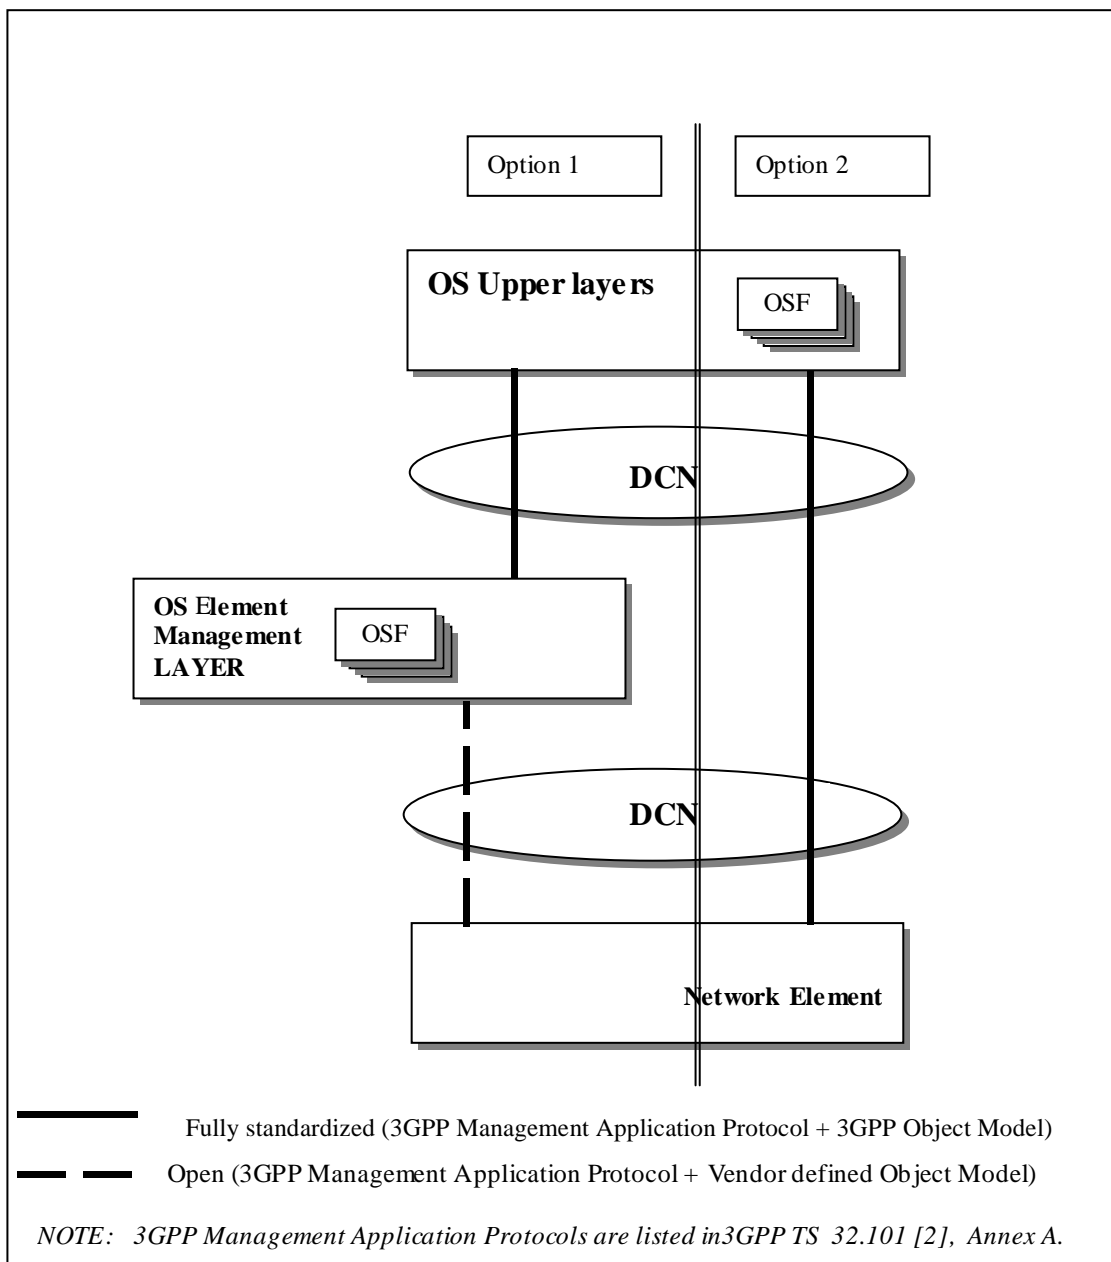 Option 1
Option 2
OS Upper layers
OSF
DCN
OS Element
Management
LAYER
OSF
DCN
Network Element
Fully standardized (3GPP Management Application Protocol + 3GPP Object Model)
Open (3GPP Management Application Protocol + Vendor defined Object Model)
NOTE: 3GPP Management Application Protocols are listed in3GPP TS 32.101 [2], Annex A.